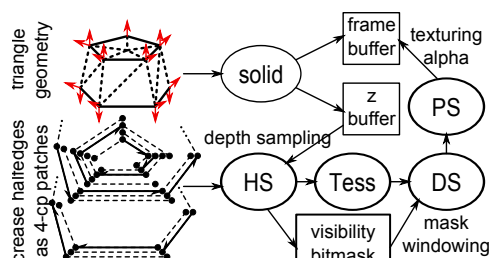 triangle
geometry
solid
frame
buffer
texturing
alpha
z
buffer
PS
depth sampling
crease halfedges
as 4-cp patches
HS
Tess
DS
visibility
bitmask
mask
windowing